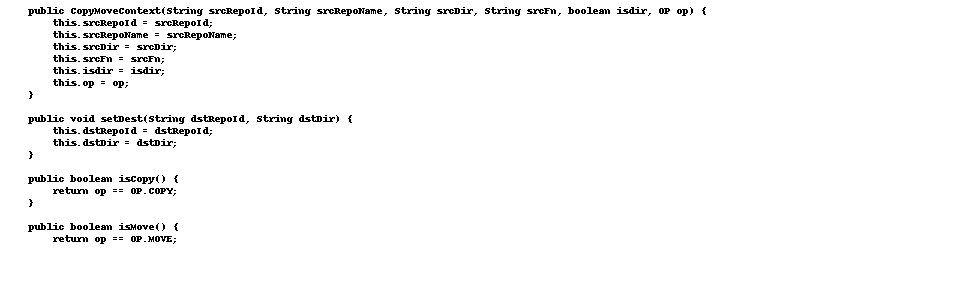 public CopyMoveContext(String srcRepoId, String srcRepoName, String srcDir, String srcFn, boolean isdir, OP op) {
this.srcRepoId = srcRepoId;
this.srcRepoName = srcRepoName;
this.srcDir = srcDir;
this.srcFn = srcFn;
this.isdir = isdir;
this.op = op;
}
public void setDest(String dstRepoId, String dstDir) {
this.dstRepoId = dstRepoId;
this.dstDir = dstDir;
}
public boolean isCopy() {
return op == OP.COPY;
}
public boolean isMove() {
return op == OP.MOVE;